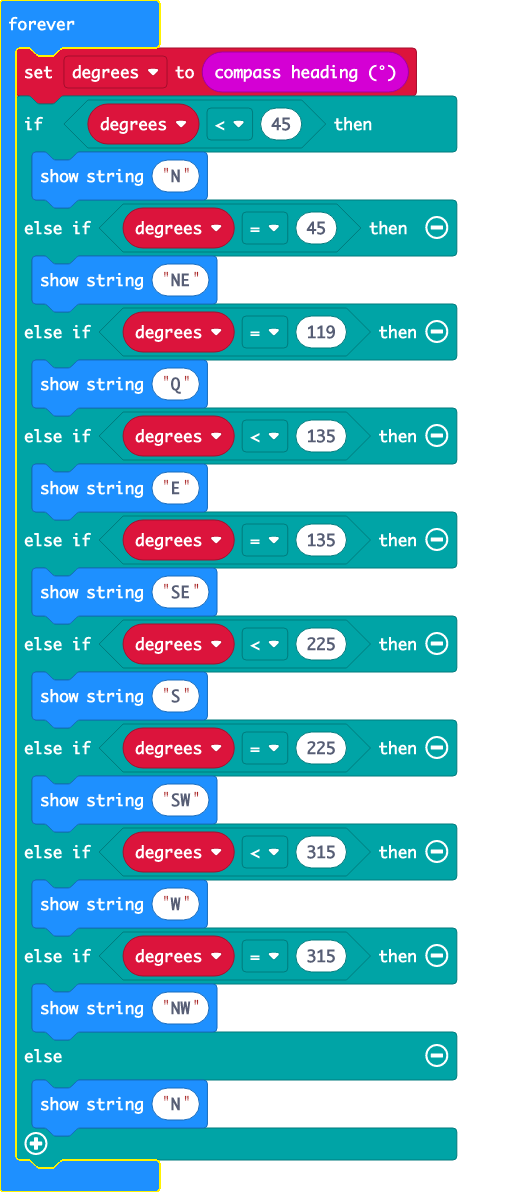 forever
set degrees to compass heading (°)
if degrees < 45 then
show string "N"
else if degrees = 45 then
show string "NE"
else if degrees = 119 then
show string "Q"
else if degrees < 135 then
show string "E"
else if degrees = 135 then
show string "SE"
else if degrees < 225 then
show string "S"
else if degrees = 225 then
show string "SW"
else if degrees < 315 then
show string "W"
else if degrees = 315 then
show string "NW"
else
show string "N"